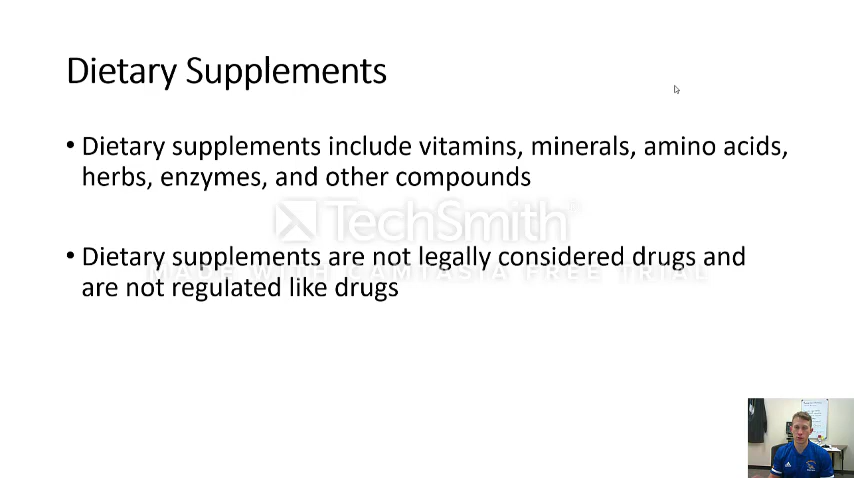 Dietary Supplements
• Dietary supplements include vitamins, minerals, amino acids,
herbs, enzymes, and other compounds
TechSmith
• Dietary supplements are not legally considered drugs and
MADE WITH CAMTASIA FREE TRIAL
are not regulated like drugs